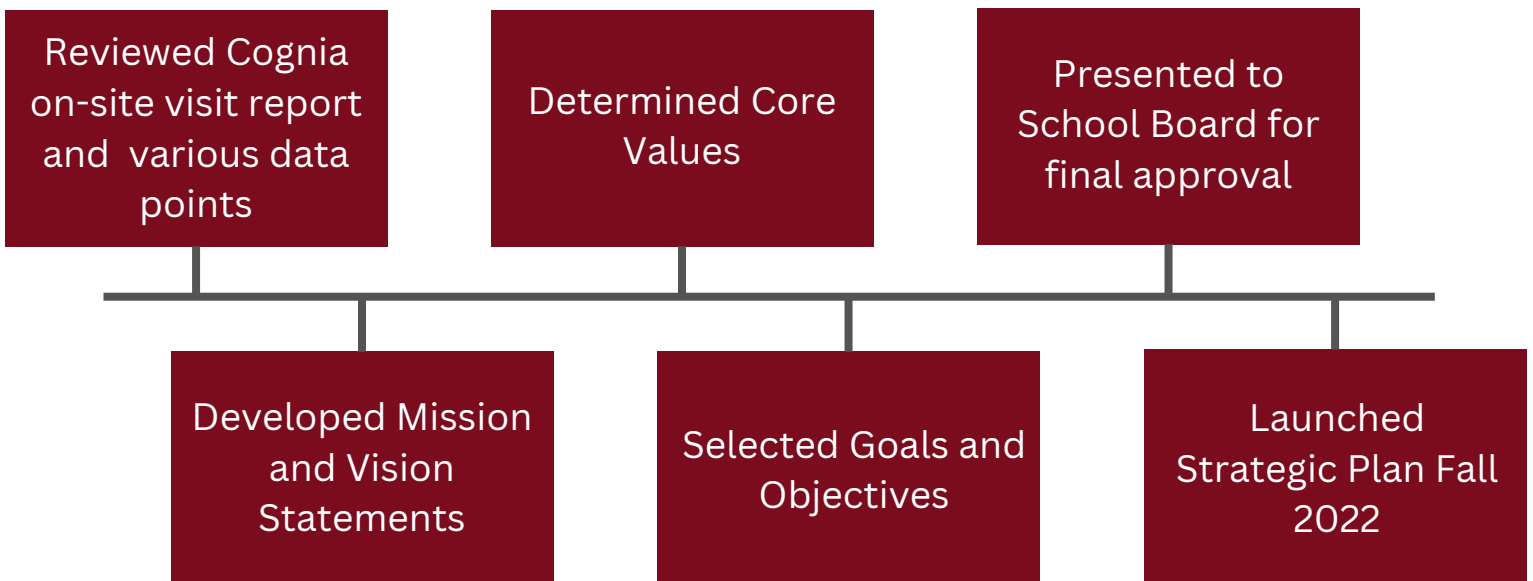 Reviewed Cognia
on-site visit report
and various data
points
Developed Mission
and Vision
Statements
Determined Core
Values
Selected Goals and
Objectives
Presented to
School Board for
final approval
Launched
Strategic Plan Fall
2022